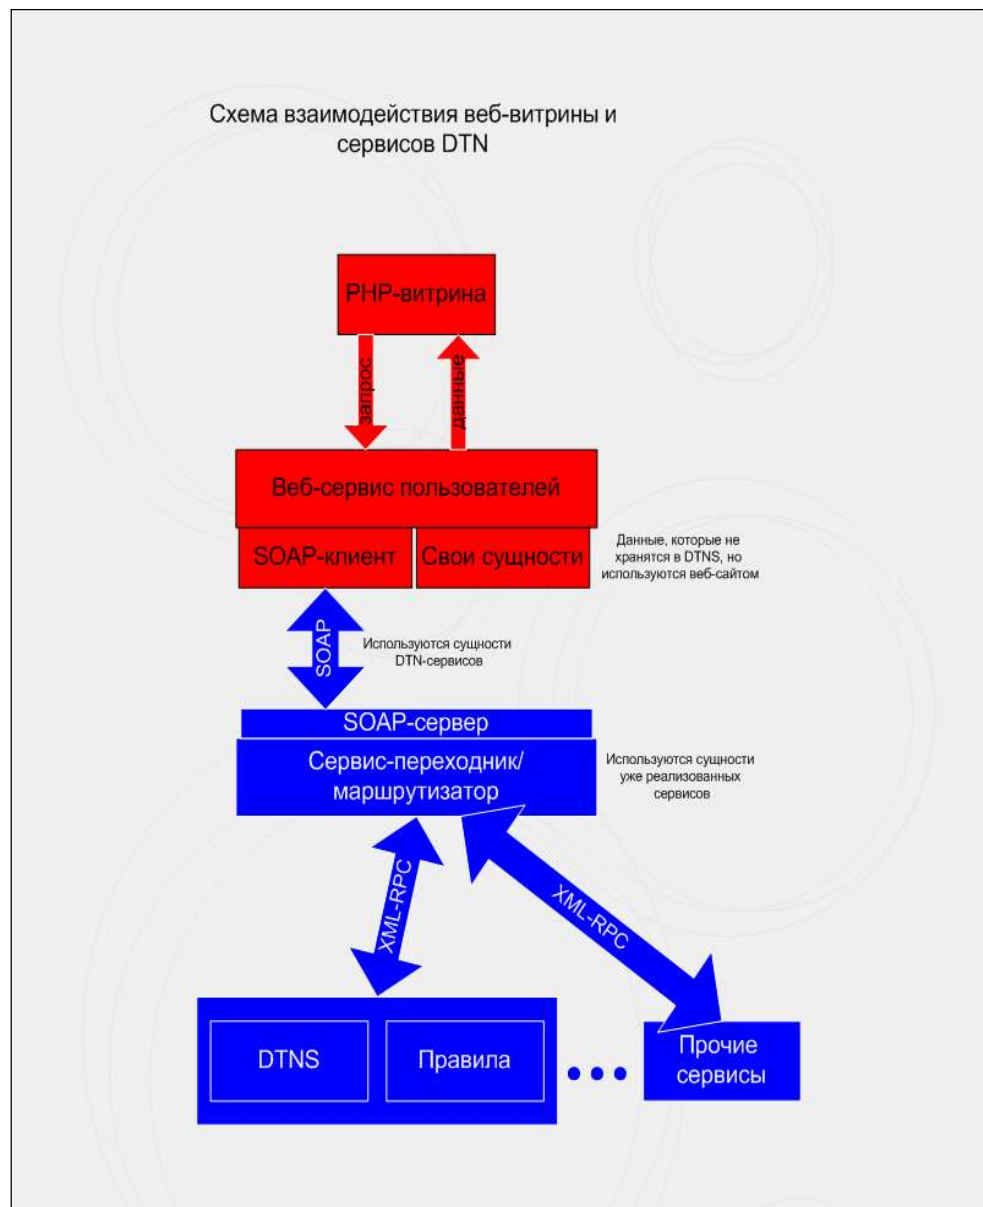 Схема взаимодействия веб-витрины и
сервисов DTN
PHP-витрина
запрос
данные
Веб-сервис пользователей
SOAP-клиент
Свои сущности
Данные, которые не
хранятся в DTNS, но
используются веб-сайтом
SOAP
Используются сущности
DTN-сервисов
SOAP-сервер
Сервис-переходник/
маршрутизатор
Используются сущности
уже реализованных
сервисов
XML-RPC
XML-RPC
DTNS
Правила
Прочие
сервисы